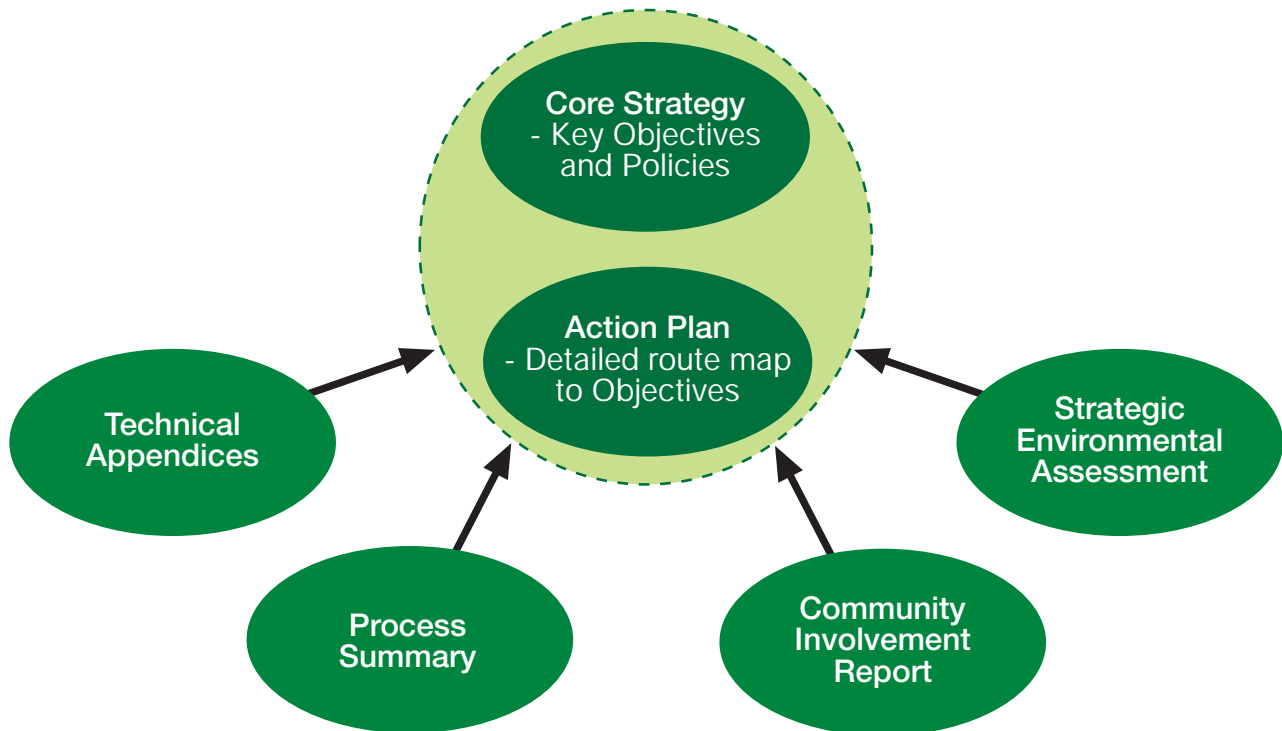 Core Strategy
- Key Objectives
and Policies
Action Plan
- Detailed route map
to Objectives
Technical
Appendices
Strategic
Environmental
Assessment
Process
Summary
Community
Involvement
Report